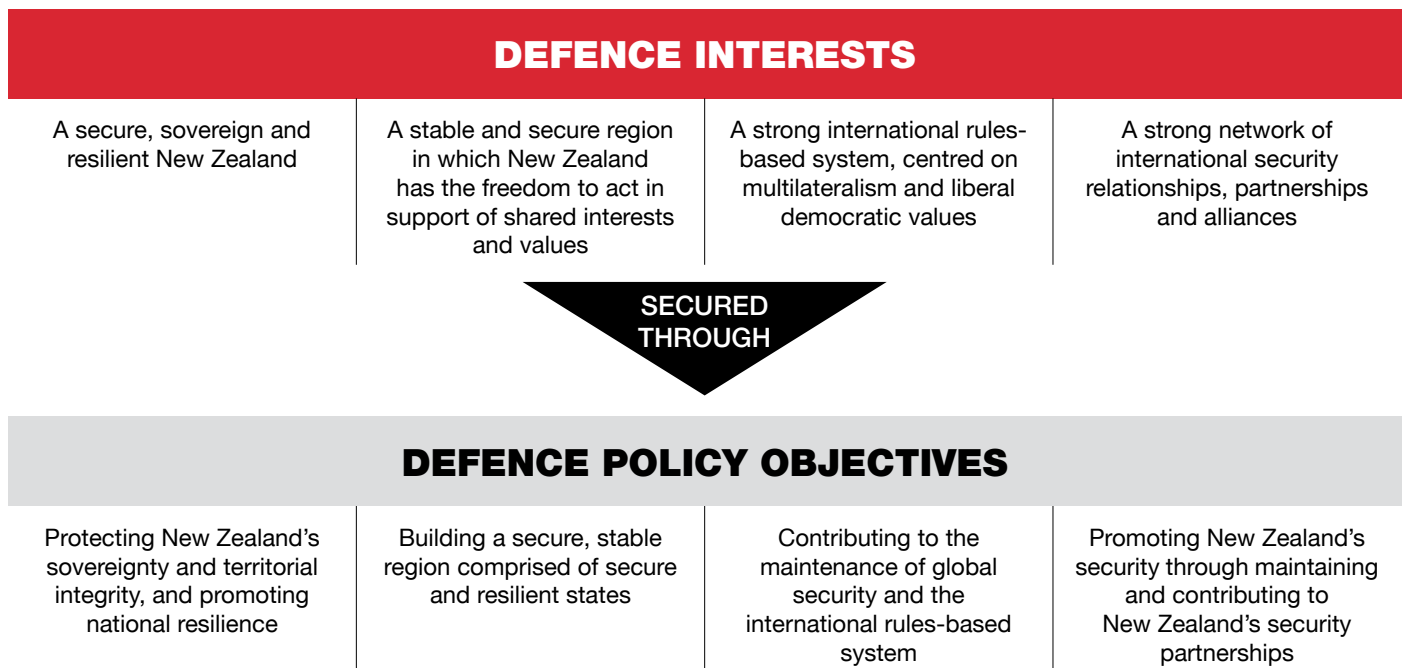 DEFENCE INTERESTS
A secure, sovereign and
resilient New Zealand
A stable and secure region
in which New Zealand
has the freedom to act in
support of shared interests
and values
A strong international rules-
based system, centred on
multilateralism and liberal
democratic values
A strong network of
international security
relationships, partnerships
and alliances
SECURED
THROUGH
DEFENCE POLICY OBJECTIVES
Protecting New Zealand’s
sovereignty and territorial
integrity, and promoting
national resilience
Building a secure, stable
region comprised of secure
and resilient states
Contributing to the
maintenance of global
security and the
international rules-based
system
Promoting New Zealand’s
security through maintaining
and contributing to
New Zealand’s security
partnerships